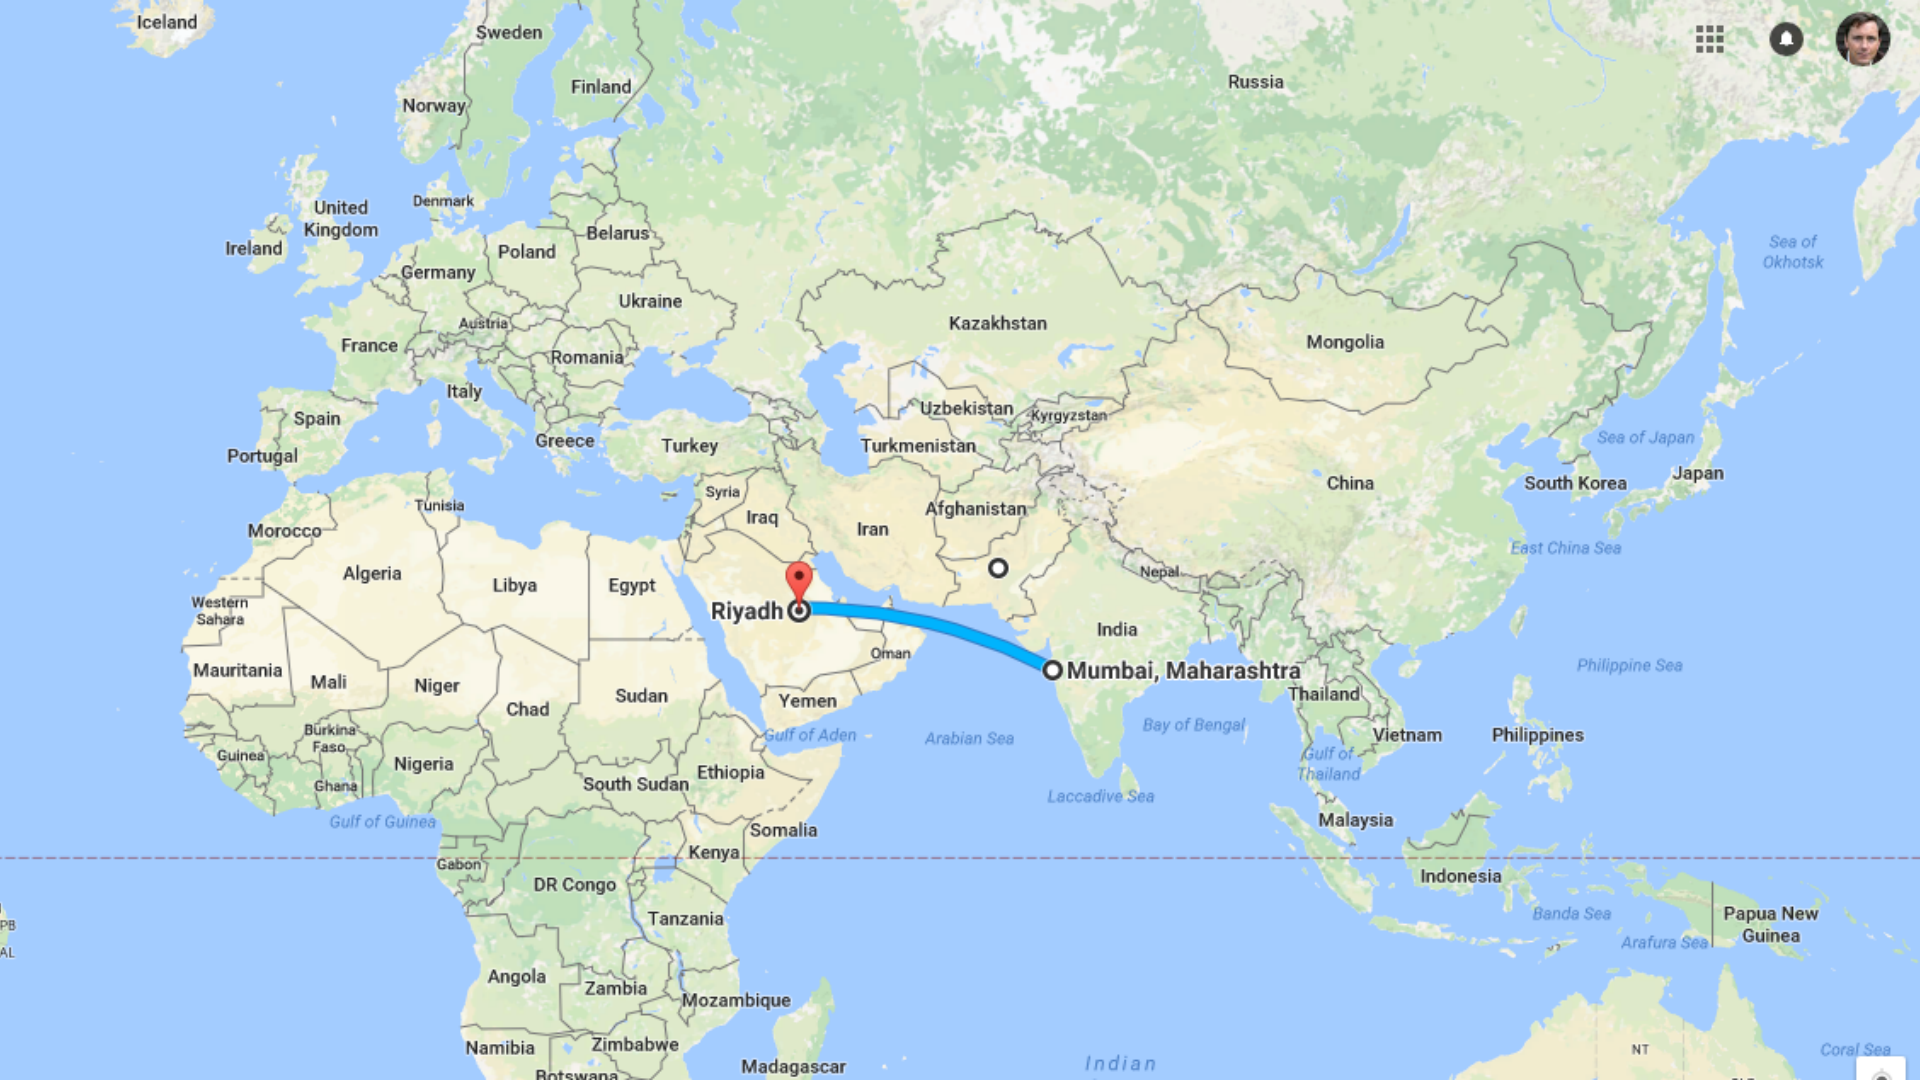 Iceland
Sweden
Finland
Russia
Norway
Denmark
United
Kingdom
Ireland
Belarus
Poland
Germany
Sea of
Okhotsk
Ukraine
Austria
Kazakhstan
France
Mongolia
Romania
Italy
Spain
Uzbekistan
Kyrgyzstan
Greece
Turkey
Turkmenistan
Sea of Japan
Portugal
Japan
Syria
China
South Korea
Tunisia
Iraq
Afghanistan
Morocco
Iran
East China Sea
Algeria
Libya
Egypt
Nepal
Western
Sahara
Riyadh
India
Oman
Mauritania
Mumbai, Maharashtra
Philippine Sea
Mali
Niger
Sudan
Thailand
Yemen
Chad
Burkina
Faso
Gulf of Aden
Arabian Sea
Bay of Bengal
Vietnam
Philippines
Guinea
Nigeria
Ethiopia
Gulf of
Thailand
Ghana
South Sudan
Laccadive Sea
Gulf of Guinea
Somalia
Malaysia
Kenya
Gabon
DR Congo
Indonesia
Tanzania
Banda Sea
Papua New
Guinea
PB
Arafura Sea
AL
Angola
Zambia
Mozambique
Namibia
Zimbabwe
Madagascar
Indian
NT
Coral Sea
Botswana